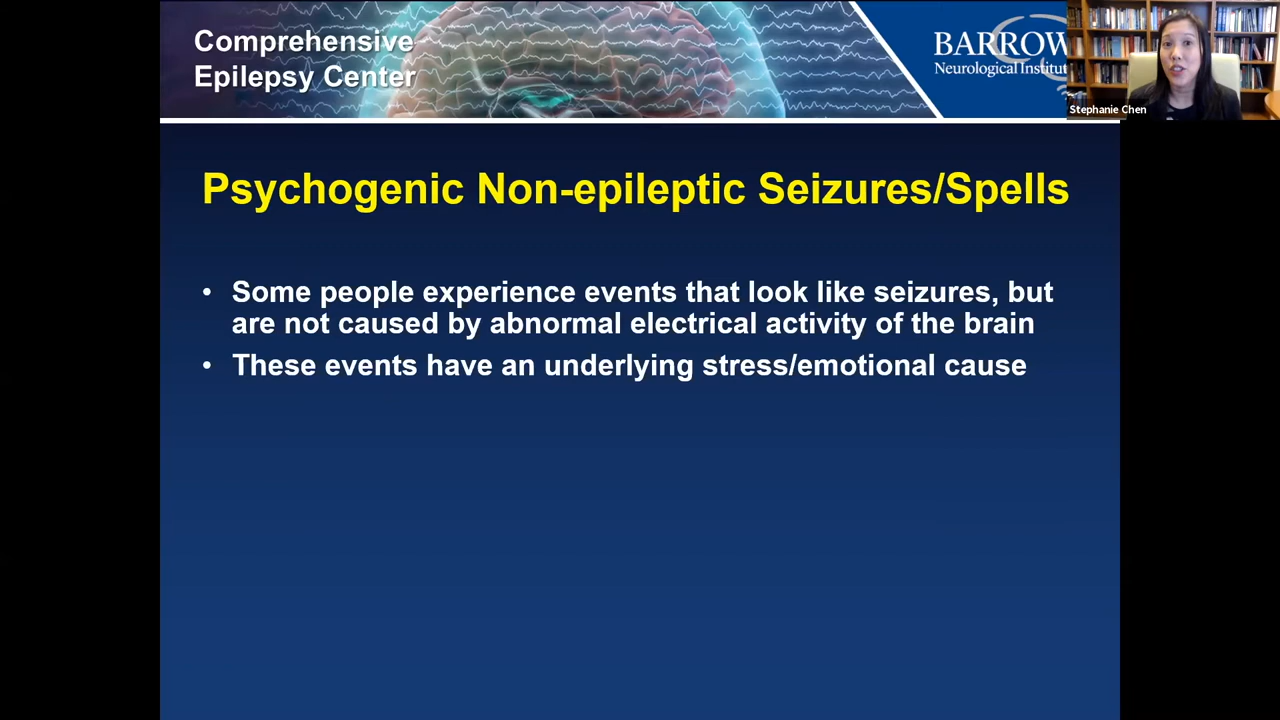 Comprehensive
Epilepsy Center
BARROW
Neurological Institut
Stephanie Chen
Psychogenic Non-epileptic Seizures/Spells
• Some people experience events that look like seizures, but
are not caused by abnormal electrical activity of the brain
• These events have an underlying stress/emotional cause